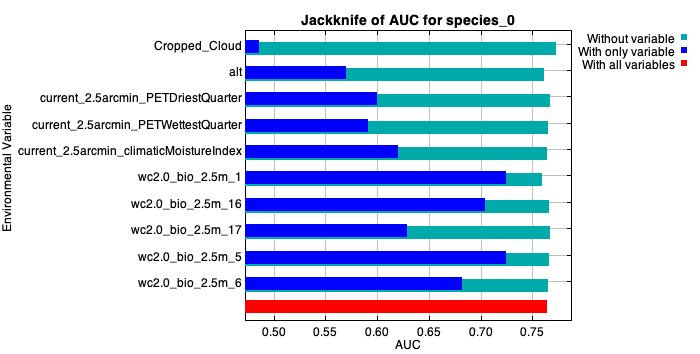 Jackknife of AUC for species_0
Without variable
With only variable
With all variables
Environmental Variable
Cropped_Cloud
alt
current_2.5arcmin_PETDriestQuarter
current_2.5arcmin_PETWettestQuarter
current_2.5arcmin_climaticMoistureIndex
wc2.0_bio_2.5m_1
wc2.0_bio_2.5m_16
wc2.0_bio_2.5m_17
wc2.0_bio_2.5m_5
wc2.0_bio_2.5m_6
0.50 0.55 0.60 0.65 0.70 0.75
AUC